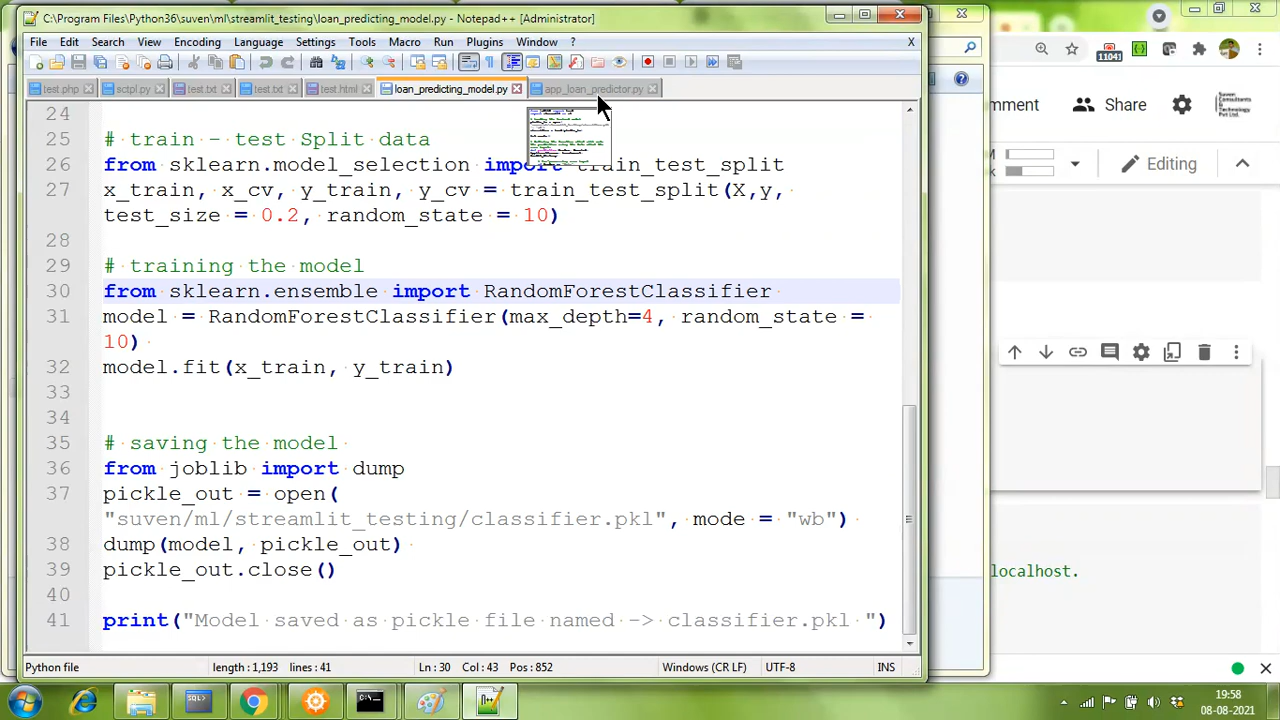 C:\Program Files\Python36\suven\ml\streamlit_testing\loan_predicting_model.py - Notepad++ [Administrator]
File Edit Search View Encoding Language Settings Tools Macro Run Plugins Window ? X
test.php sctpl.py test.txt test.txt test.html loan_predicting_model.py app_loan_predictor.py
24
25 # train - test Split data
26 from sklearn.model_selection import train_test_split
27 x_train, x_cv, y_train, y_cv = train_test_split(X,y,
test_size = 0.2, random_state = 10)
28
29 # training the model
30 from sklearn.ensemble import RandomForestClassifier
31 model = RandomForestClassifier(max_depth=4, random_state =
10)
32 model.fit(x_train, y_train)
33
34
35 # saving the model
36 from joblib import dump
37 pickle_out = open(
"suven/ml/streamlit_testing/classifier.pkl", mode = "wb")
38 dump(model, pickle_out)
39 pickle_out.close()
40
41 print("Model saved as pickle file named -> classifier.pkl ")
Python file length : 1,193 lines : 41 Ln : 30 Col : 43 Pos : 852 Windows (CR LF) UTF-8 INS
11041
mment Share
Editing
localhost.
19:58
08-08-2021